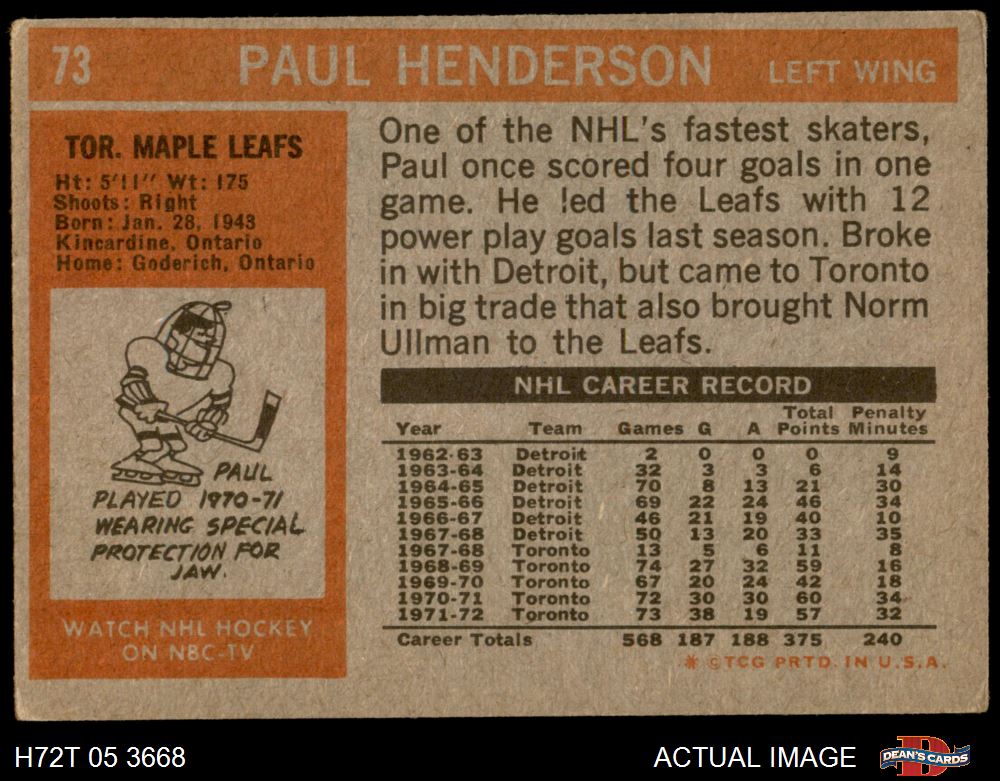 73 PAUL HENDERSON LEFT WING
TOR. MAPLE LEAFS
Ht: 5'11″ Wt: 175
Shoots: Right
Born: Jan. 28, 1943
Kincardine, Ontario
Home: Goderich, Ontario
PAUL
PLAYED 1970-71
WEARING SPECIAL
PROTECTION FOR
JAW.
WATCH NHL HOCKEY
ON NBC-TV
One of the NHL's fastest skaters,
Paul once scored four goals in one
game. He led the Leafs with 12
power play goals last season. Broke
in with Detroit, but came to Toronto
in big trade that also brought Norm
Ullman to the Leafs.
NHL CAREER RECORD
Total Penalty
Year Team Games G A Points Minutes
1962-63 Detroit 2 0 0 0 9
1963-64 Detroit 32 3 3 6 14
1964-65 Detroit 70 8 13 21 30
1965-66 Detroit 69 22 24 46 34
1966-67 Detroit 46 21 19 40 10
1967-68 Detroit 50 13 20 33 35
1967-68 Toronto 13 5 6 11 8
1968-69 Toronto 74 27 32 59 16
1969-70 Toronto 67 20 24 42 18
1970-71 Toronto 72 30 30 60 34
1971-72 Toronto 73 38 19 57 32
Career Totals 568 187 188 375 240
* ©TCG PRTD. IN U.S.A.
H72T 05 3668 ACTUAL IMAGE DEAN'S CARDS